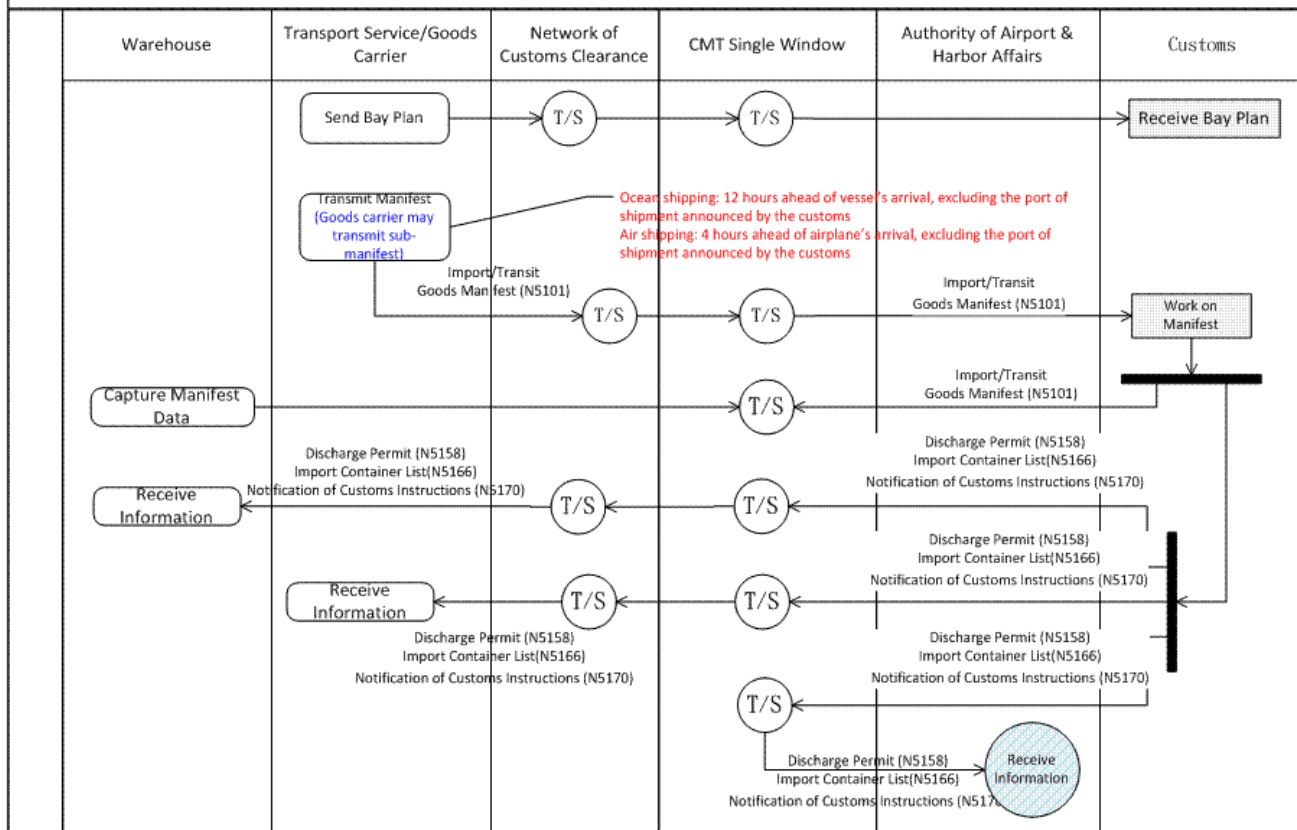 Warehouse
Transport Service/Goods
Carrier
Network of
Customs Clearance
CMT Single Window
Authority of Airport &
Harbor Affairs
Customs
Send Bay Plan
T/S
T/S
Receive Bay Plan
Transmit Manifest
(Goods carrier may
transmit sub-
manifest)
Ocean shipping: 12 hours ahead of vessel's arrival, excluding the port of
shipment announced by the customs
Air shipping: 4 hours ahead of airplane's arrival, excluding the port of
shipment announced by the customs
Import/Transit
Goods Manifest (N5101)
T/S
T/S
Import/Transit
Goods Manifest (N5101)
Work on
Manifest
Capture Manifest
Data
T/S
Import/Transit
Goods Manifest (N5101)
Discharge Permit (N5158)
Import Container List(N5166)
Notification of Customs Instructions (N5170)
Discharge Permit (N5158)
Import Container List(N5166)
Notification of Customs Instructions (N5170)
Receive
Information
T/S
T/S
Discharge Permit (N5158)
Import Container List(N5166)
Notification of Customs Instructions (N5170)
Receive
Information
T/S
T/S
Discharge Permit (N5158)
Import Container List(N5166)
Notification of Customs Instructions (N5170)
Discharge Permit (N5158)
Import Container List(N5166)
Notification of Customs Instructions (N5170)
T/S
Discharge Permit (N5158)
Import Container List(N5166)
Notification of Customs Instructions (N5170
Receive
Information